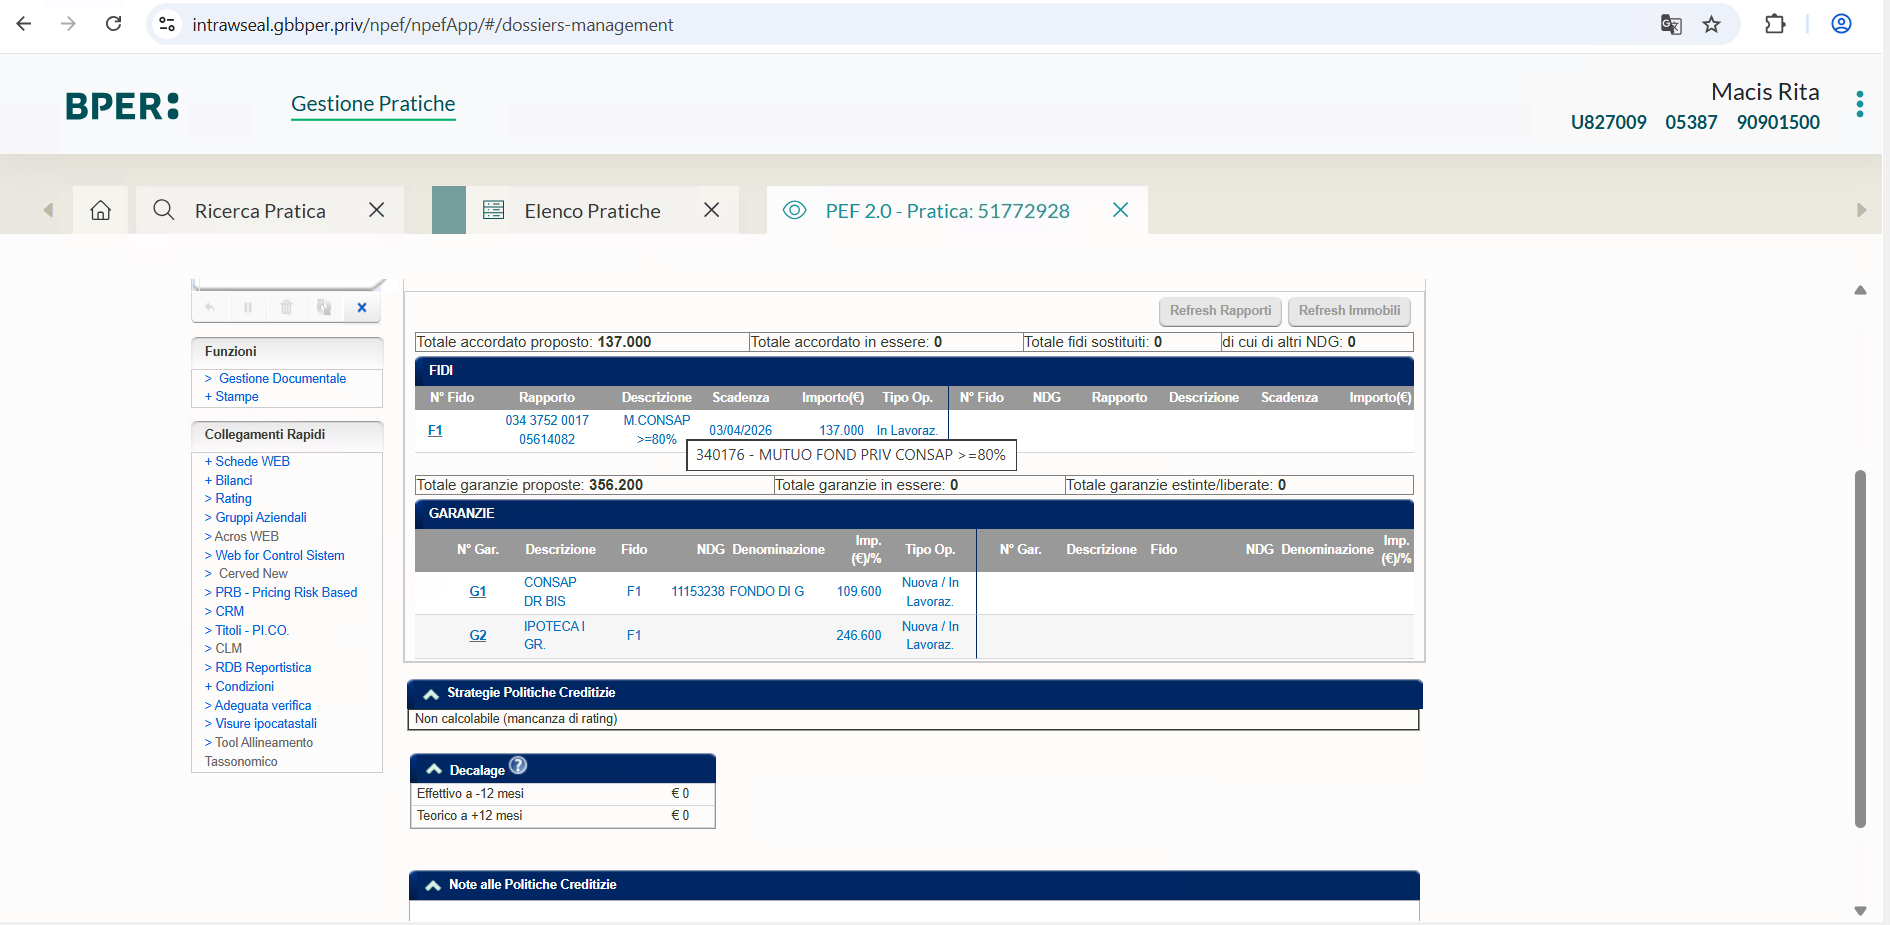 intrawseal.gbbper.priv/npef/npefApp/#/dossiers-management
BPER:
Gestione Pratiche
Macis Rita
U827009 05387 90901500
Ricerca Pratica
Elenco Pratiche
PEF 2.0 - Pratica: 51772928
Refresh Rapporti Refresh Immobili
Funzioni
> Gestione Documentale
+ Stampe
Collegamenti Rapidi
+ Schede WEB
+ Bilanci
> Rating
> Gruppi Aziendali
> Acros WEB
> Web for Control Sistem
> Cerved New
> PRB - Pricing Risk Based
> CRM
> Titoli - PI.CO.
> CLM
> RDB Reportistica
+ Condizioni
> Adeguata verifica
> Visure ipocatastali
> Tool Allineamento
Tassonomico
Totale accordato proposto: 137.000 Totale accordato in essere: 0 Totale fidi sostituiti: 0 di cui di altri NDG: 0
FIDI
N° Fido Rapporto Descrizione Scadenza Importo(€) Tipo Op. N° Fido NDG Rapporto Descrizione Scadenza Importo(€)
F1 034 3752 0017 05614082 M.CONSAP >=80% 03/04/2026 137.000 In Lavoraz.
340176 - MUTUO FOND PRIV CONSAP >=80%
Totale garanzie proposte: 356.200 Totale garanzie in essere: 0 Totale garanzie estinte/liberate: 0
GARANZIE
N° Gar. Descrizione Fido NDG Denominazione Imp. (€)/% Tipo Op. N° Gar. Descrizione Fido NDG Denominazione Imp. (€)/%
G1 CONSAP DR BIS F1 11153238 FONDO DI G 109.600 Nuova / In Lavoraz.
G2 IPOTECA I GR. F1 246.600 Nuova / In Lavoraz.
Strategie Politiche Creditizie
Non calcolabile (mancanza di rating)
Decalage ?
Effettivo a -12 mesi € 0
Teorico a +12 mesi € 0
Note alle Politiche Creditizie